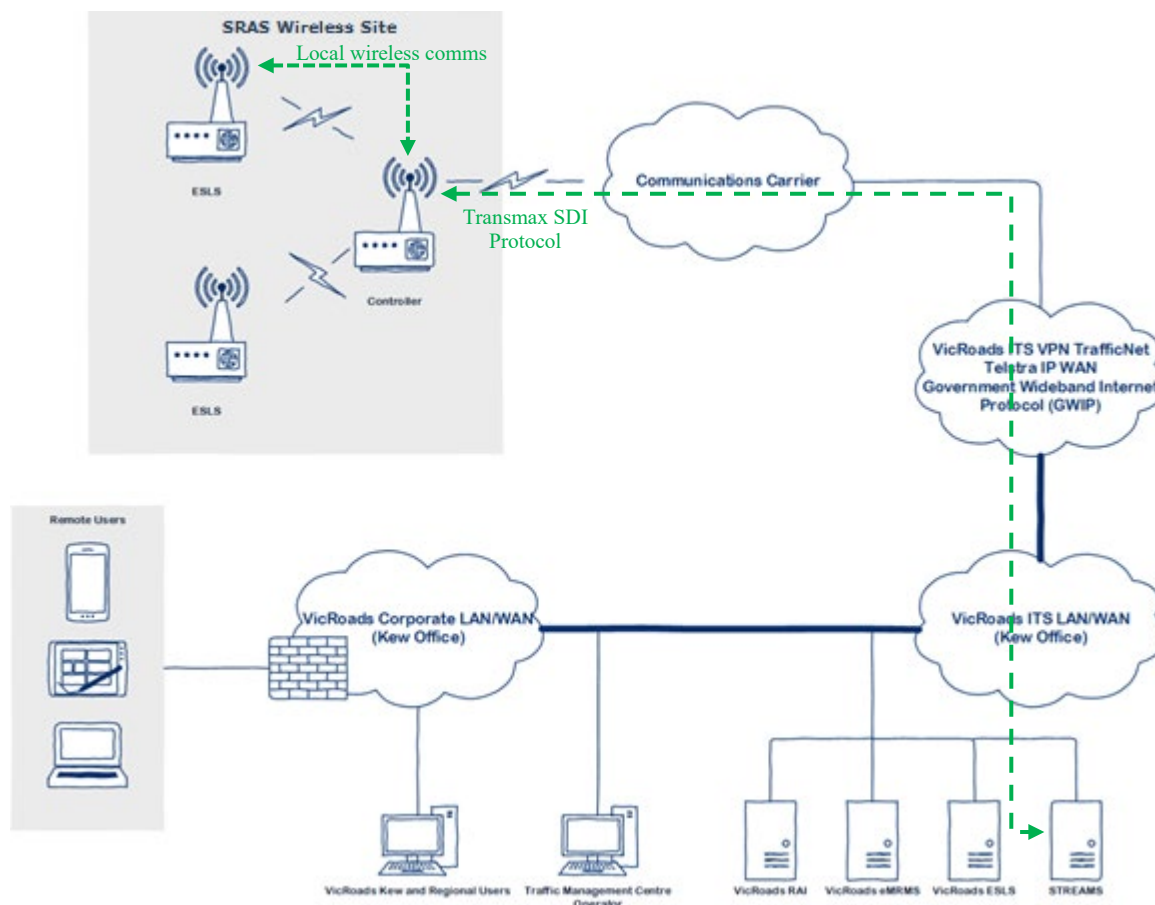 SRAS Wireless Site
Local wireless comms
ESLS
Communications Carrier
Transmax SDI
Protocol
Controller
ESLS
VicRoads ITS VPN TrafficNet
Telstra IP WAN
Government Wideband Internet
Protocol (GWIP)
Remote Users
VicRoads Corporate LAN/WAN
(Kew Office)
VicRoads ITS LAN/WAN
(Kew Office)
VicRoads Kew and Regional Users
Traffic Management Centre
Operator
VicRoads RAI
VicRoads eMRMS
VicRoads ESLS
STREAMS